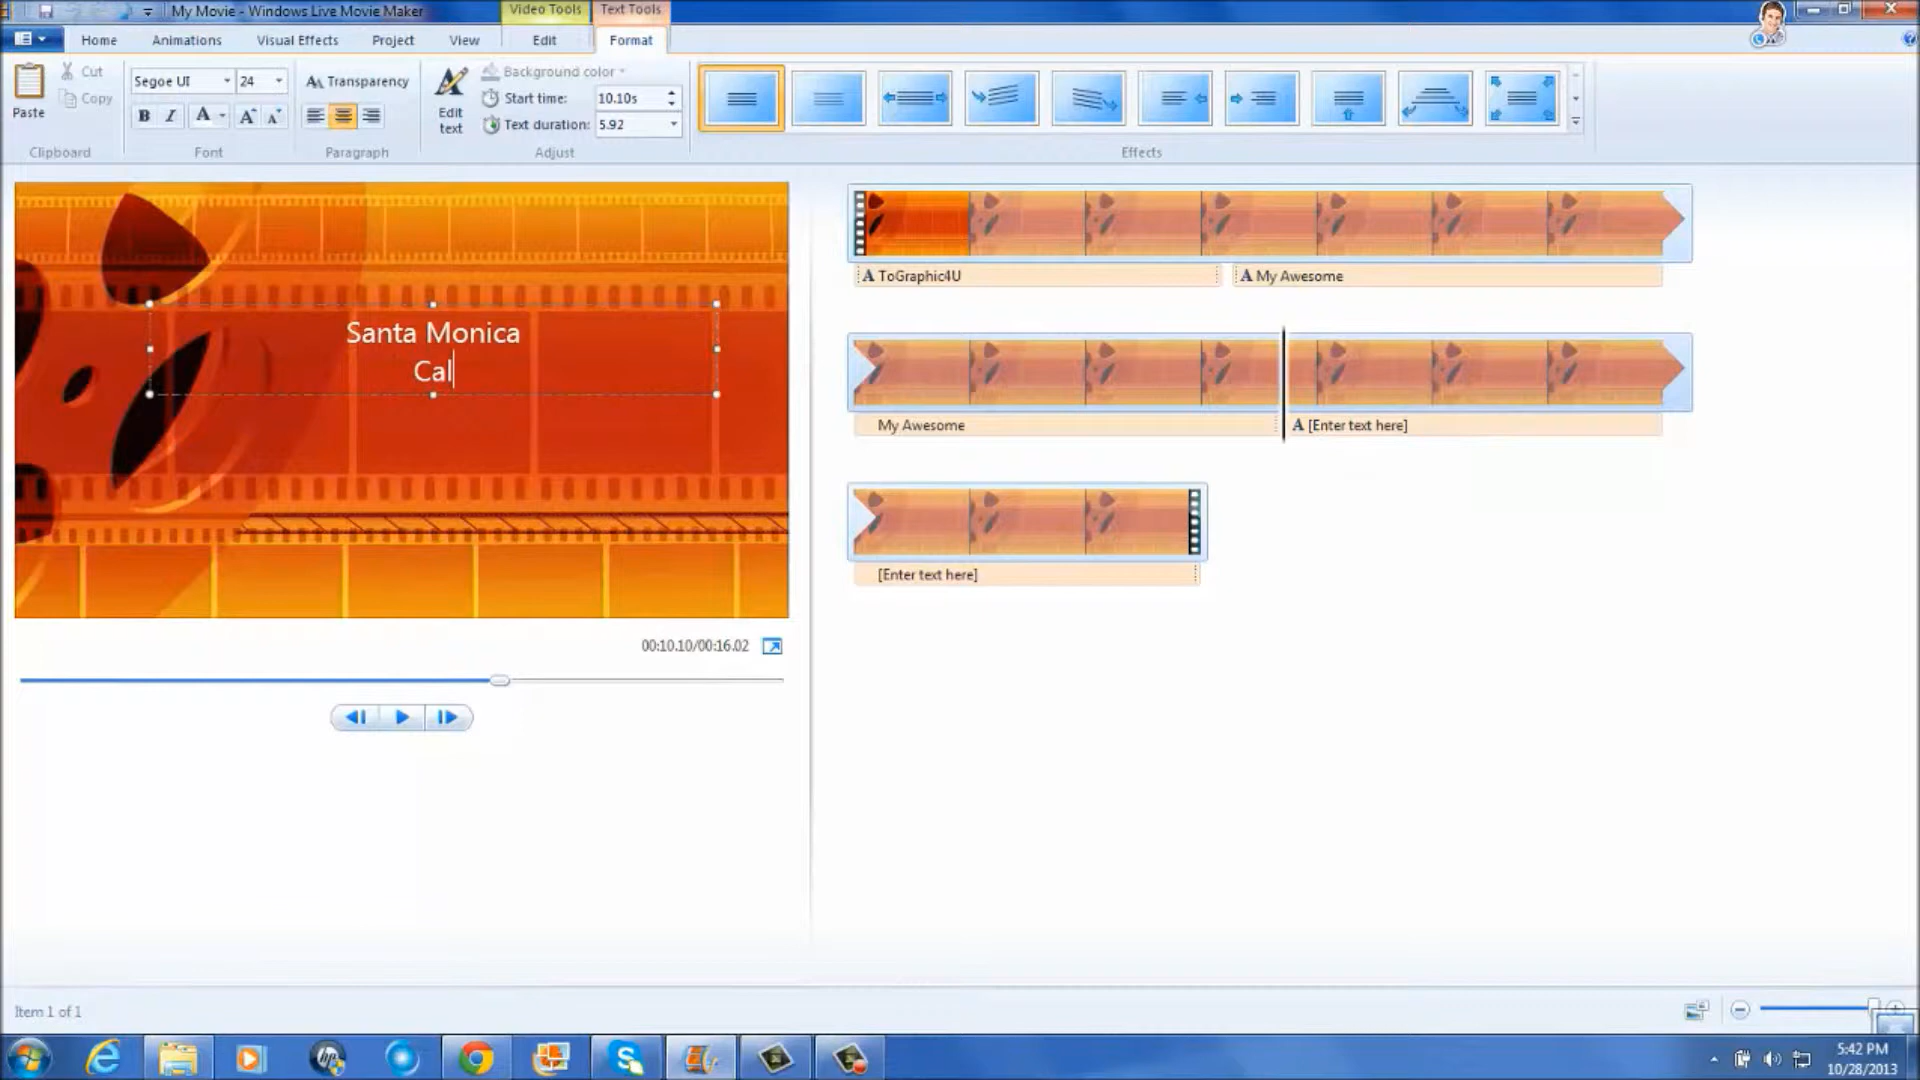 My Movie - Windows Live Movie Maker
Video Tools
Text Tools
Home
Animations
Visual Effects
Project
View
Edit
Format
Paste
Cut
Copy
Clipboard
Segoe UI
24
B I A A A
Font
Transparency
Paragraph
Edit
text
Background color
Start time:
10.10s
Text duration:
5.92
Adjust
Effects
Santa Monica
Cal
A ToGraphic4U
A My Awesome
My Awesome
A [Enter text here]
[Enter text here]
00:10.10/00:16.02
Item 1 of 1
5:42 PM
10/28/2013